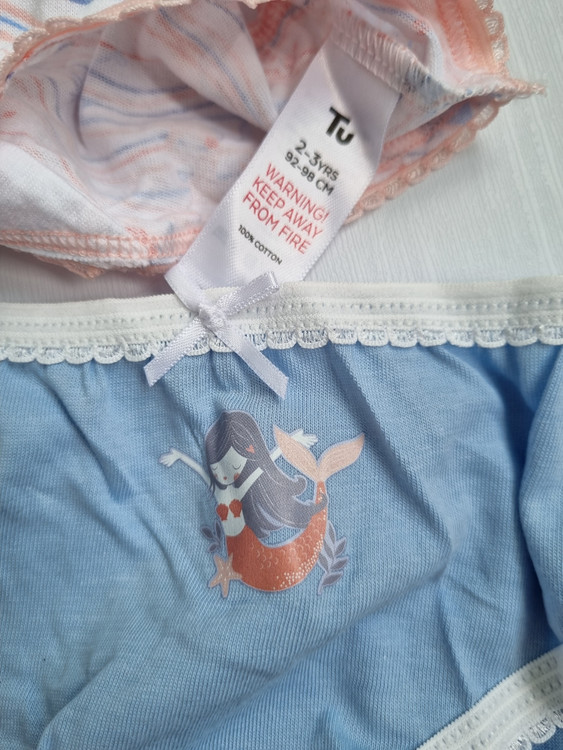 Tu
2-3YRS
92-98 CM
WARNING!
KEEP AWAY
FROM FIRE
100% COTTON